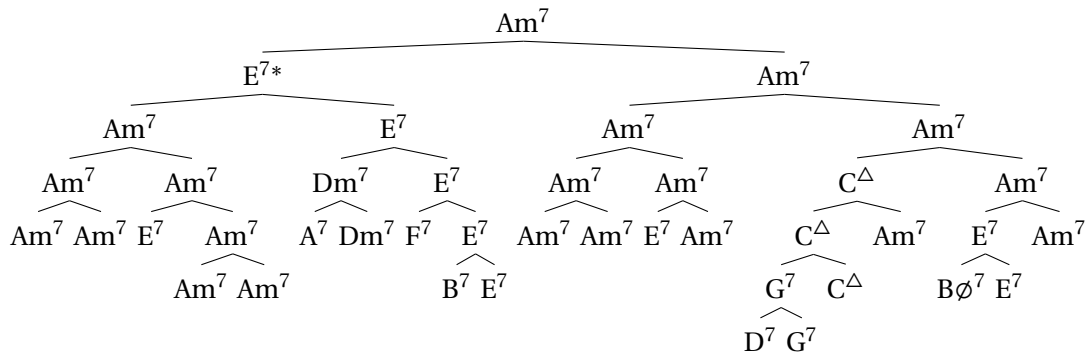 Am⁷
E⁷* Am⁷
Am⁷ E⁷ Am⁷ Am⁷
Am⁷ Am⁷ Dm⁷ E⁷ Am⁷ Am⁷ C△ Am⁷
Am⁷ Am⁷ E⁷ Am⁷ A⁷ Dm⁷ F⁷ E⁷ Am⁷ Am⁷ E⁷ Am⁷ C△ Am⁷ E⁷ Am⁷
Am⁷ Am⁷ B⁷ E⁷ G⁷ C△ B∅⁷ E⁷
D⁷ G⁷